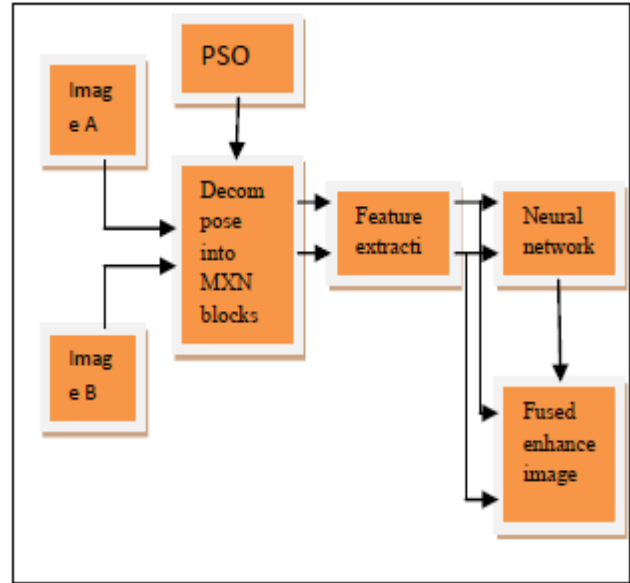 PSO
Imag
e A
Decom
pose
into
MXN
blocks
Feature
extracti
Neural
network
Imag
e B
Fused
enhance
image